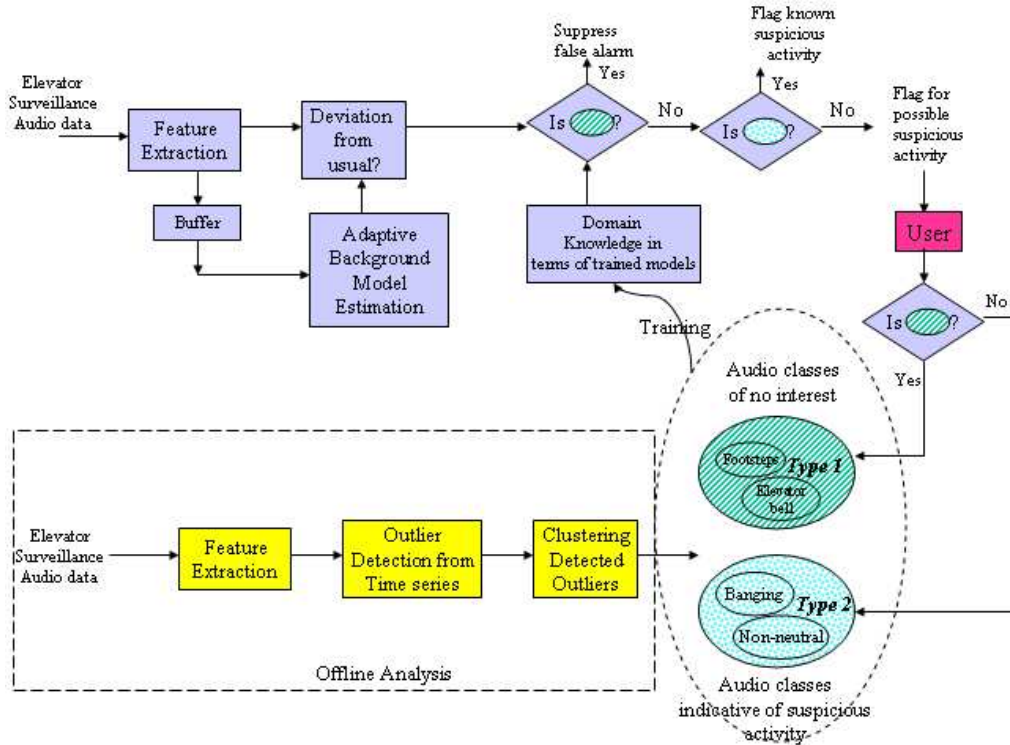 Elevator
Surveillance
Audio data
Feature
Extraction
Buffer
Deviation
from
usual?
Adaptive
Background
Model
Estimation
Suppress
false alarm
Yes
Is ?
No
Flag known
suspicious
activity
Yes
Is ?
No
Flag for
possible
suspicious
activity
User
Is ?
No
Yes
Domain
Knowledge in
terms of trained models
Training
Audio classes
of no interest
Footsteps
Type 1
Elevator
bell
Banging
Type 2
Non-neutral
Audio classes
indicative of suspicious
activity
Elevator
Surveillance
Audio data
Feature
Extraction
Outlier
Detection from
Time series
Clustering
Detected
Outliers
Offline Analysis